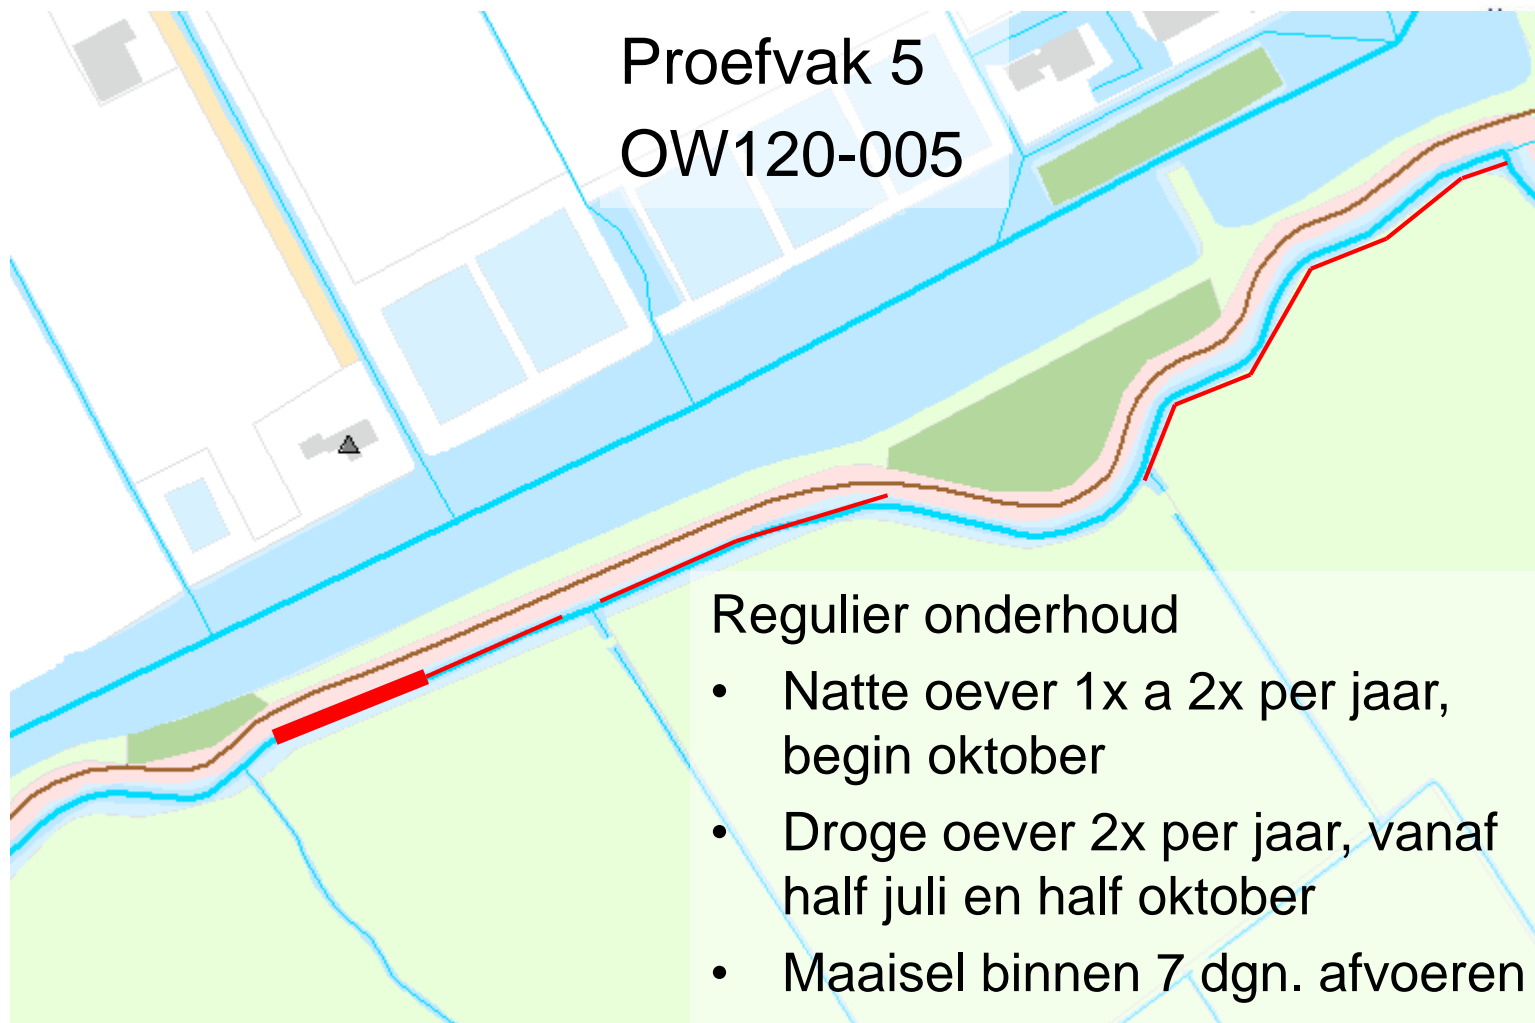 Proefvak 5
OW120-005
Regulier onderhoud
• Natte oever 1x a 2x per jaar,
begin oktober
• Droge oever 2x per jaar, vanaf
half juli en half oktober
• Maaisel binnen 7 dgn. afvoeren